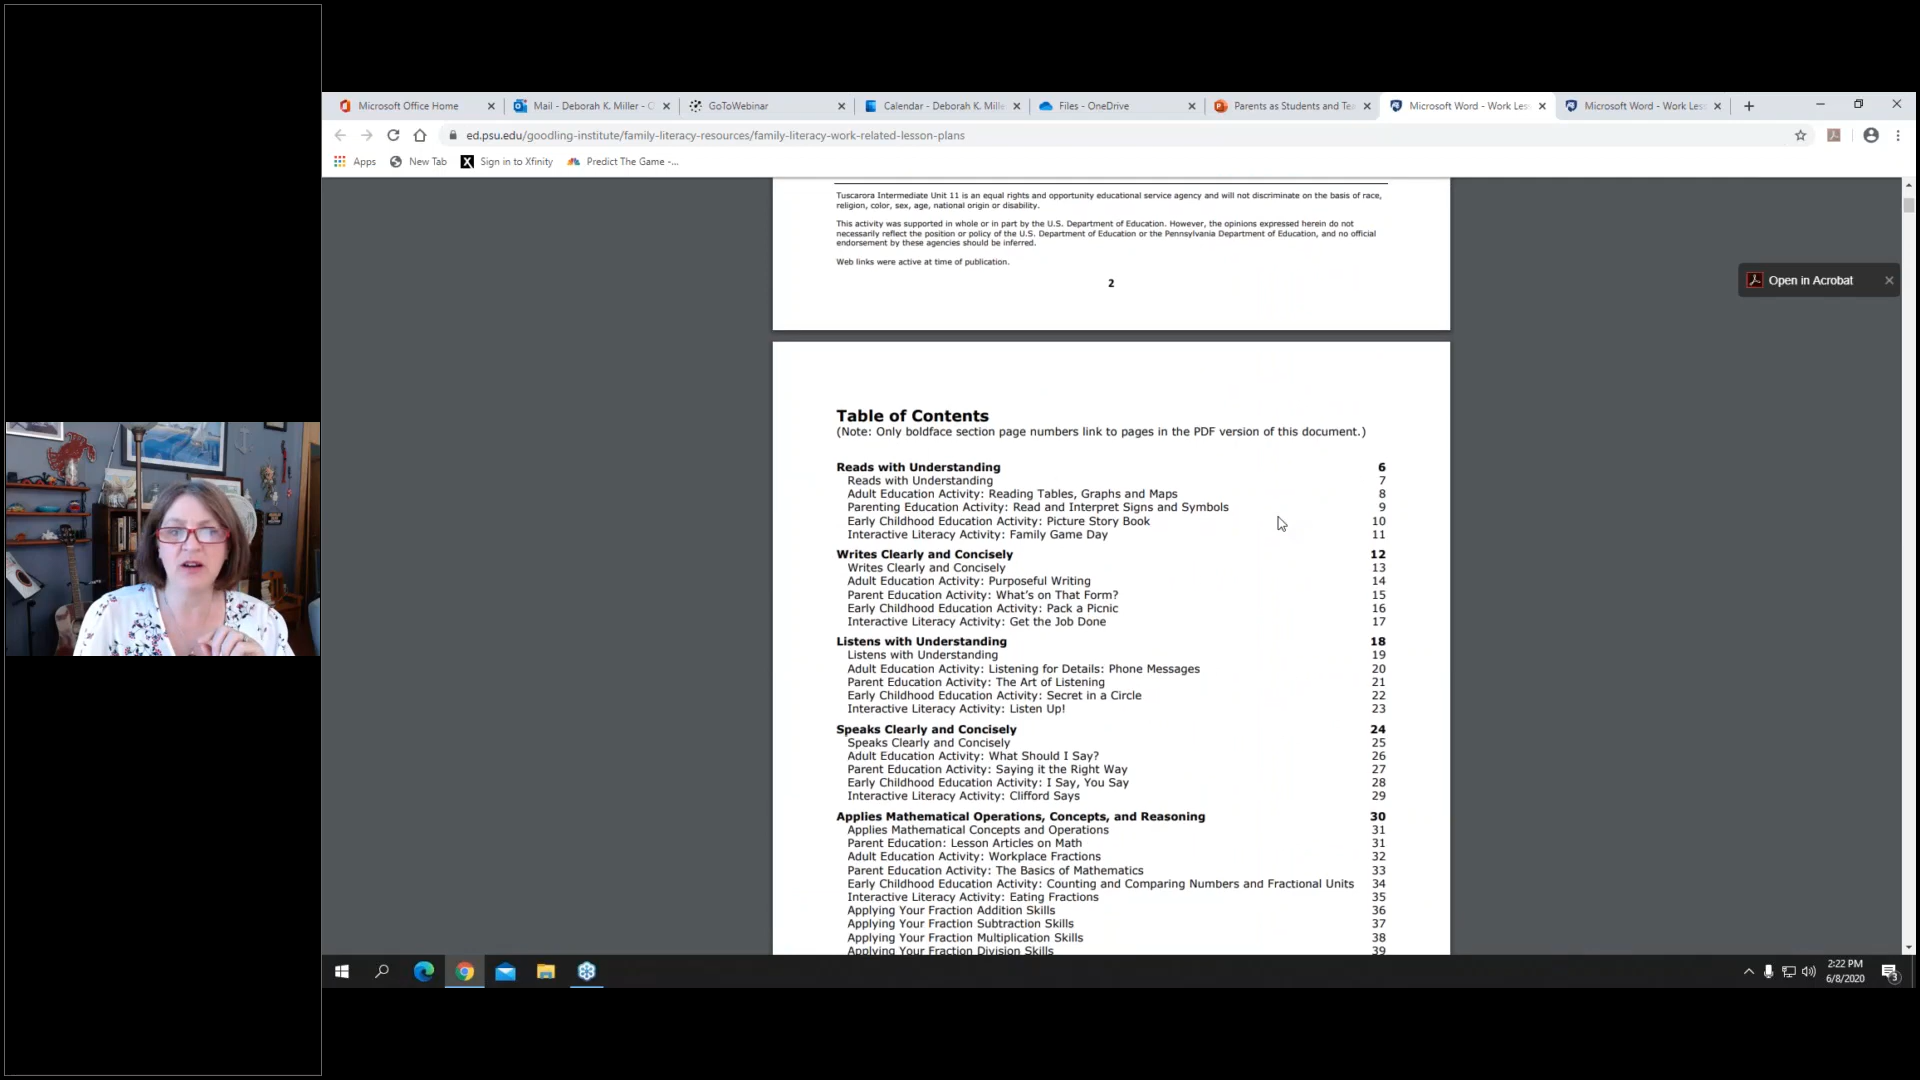 Microsoft Office Home
Mail - Deborah K. Miller - O
GoToWebinar
Calendar - Deborah K. Mille
Files - OneDrive
Parents as Students and Te
Microsoft Word - Work Les
Microsoft Word - Work Les
ed.psu.edu/goodling-institute/family-literacy-resources/family-literacy-work-related-lesson-plans
Apps
New Tab
X
Sign in to Xfinity
Predict The Game -...
Tuscarora Intermediate Unit 11 is an equal rights and opportunity educational service agency and will not discriminate on the basis of race,
religion, color, sex, age, national origin or disability.
This activity was supported in whole or in part by the U.S. Department of Education. However, the opinions expressed herein do not
necessarily reflect the position or policy of the U.S. Department of Education or the Pennsylvania Department of Education, and no official
endorsement by these agencies should be inferred.
Web links were active at time of publication.
2
Open in Acrobat
Table of Contents
(Note: Only boldface section page numbers link to pages in the PDF version of this document.)
Reads with Understanding 6
Reads with Understanding 7
Adult Education Activity: Reading Tables, Graphs and Maps 8
Parenting Education Activity: Read and Interpret Signs and Symbols 9
Early Childhood Education Activity: Picture Story Book 10
Interactive Literacy Activity: Family Game Day 11
Writes Clearly and Concisely 12
Writes Clearly and Concisely 13
Adult Education Activity: Purposeful Writing 14
Parent Education Activity: What's on That Form? 15
Early Childhood Education Activity: Pack a Picnic 16
Interactive Literacy Activity: Get the Job Done 17
Listens with Understanding 18
Listens with Understanding 19
Adult Education Activity: Listening for Details: Phone Messages 20
Parent Education Activity: The Art of Listening 21
Early Childhood Education Activity: Secret in a Circle 22
Interactive Literacy Activity: Listen Up! 23
Speaks Clearly and Concisely 24
Speaks Clearly and Concisely 25
Adult Education Activity: What Should I Say? 26
Parent Education Activity: Saying it the Right Way 27
Early Childhood Education Activity: I Say, You Say 28
Interactive Literacy Activity: Clifford Says 29
Applies Mathematical Operations, Concepts, and Reasoning 30
Applies Mathematical Concepts and Operations 31
Parent Education: Lesson Articles on Math 31
Adult Education Activity: Workplace Fractions 32
Parent Education Activity: The Basics of Mathematics 33
Early Childhood Education Activity: Counting and Comparing Numbers and Fractional Units 34
Interactive Literacy Activity: Eating Fractions 35
Applying Your Fraction Addition Skills 36
Applying Your Fraction Subtraction Skills 37
Applying Your Fraction Multiplication Skills 38
Applying Your Fraction Division Skills 39
2:22 PM
6/8/2020
3